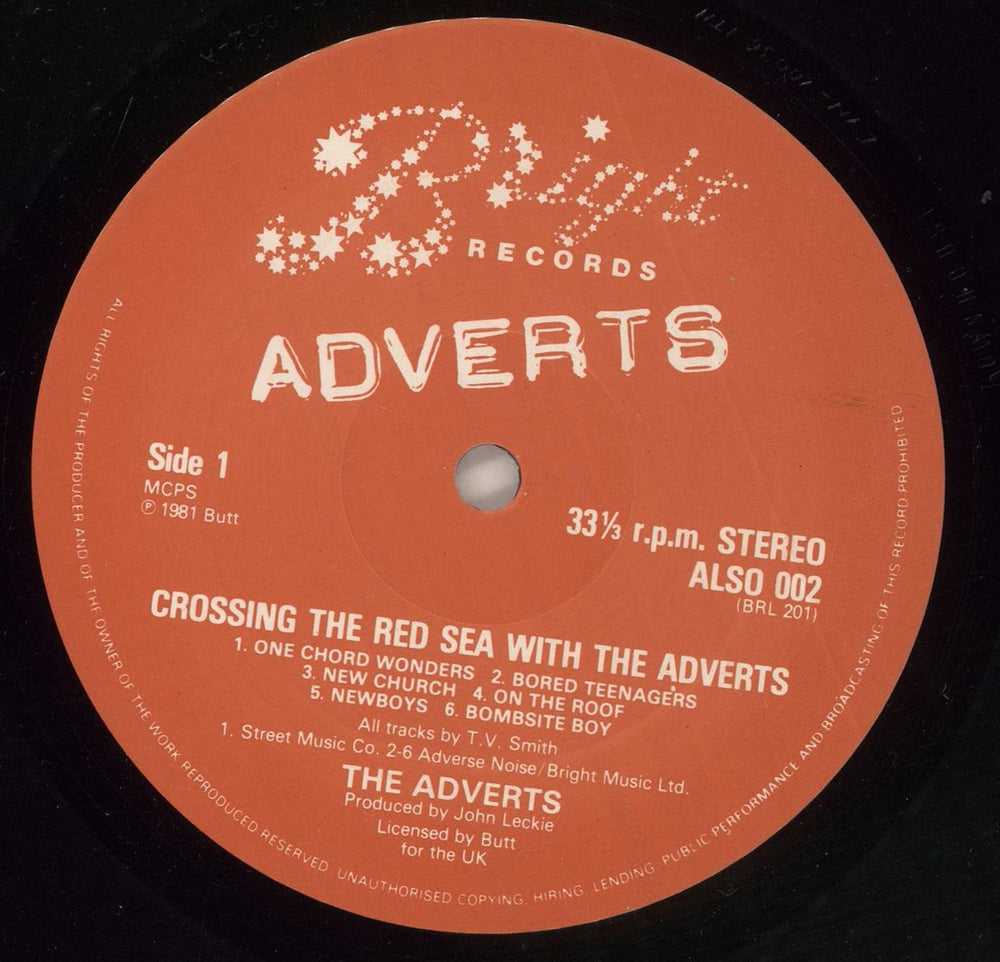 Bright
RECORDS
ADVERTS
Side 1
MCPS
℗ 1981 Butt
33⅓ r.p.m. STEREO
ALSO 002
(BRL 201)
CROSSING THE RED SEA WITH THE ADVERTS
1. ONE CHORD WONDERS 2. BORED TEENAGERS
3. NEW CHURCH 4. ON THE ROOF
5. NEWBOYS 6. BOMBSITE BOY
All tracks by T.V. Smith
1. Street Music Co. 2-6 Adverse Noise/Bright Music Ltd.
THE ADVERTS
Produced by John Leckie
Licensed by Butt
for the UK
ALL RIGHTS OF THE PRODUCER AND OF THE OWNER OF THE WORK REPRODUCED RESERVED. UNAUTHORISED COPYING, HIRING, LENDING, PUBLIC PERFORMANCE AND BROADCASTING OF THIS RECORD PROHIBITED